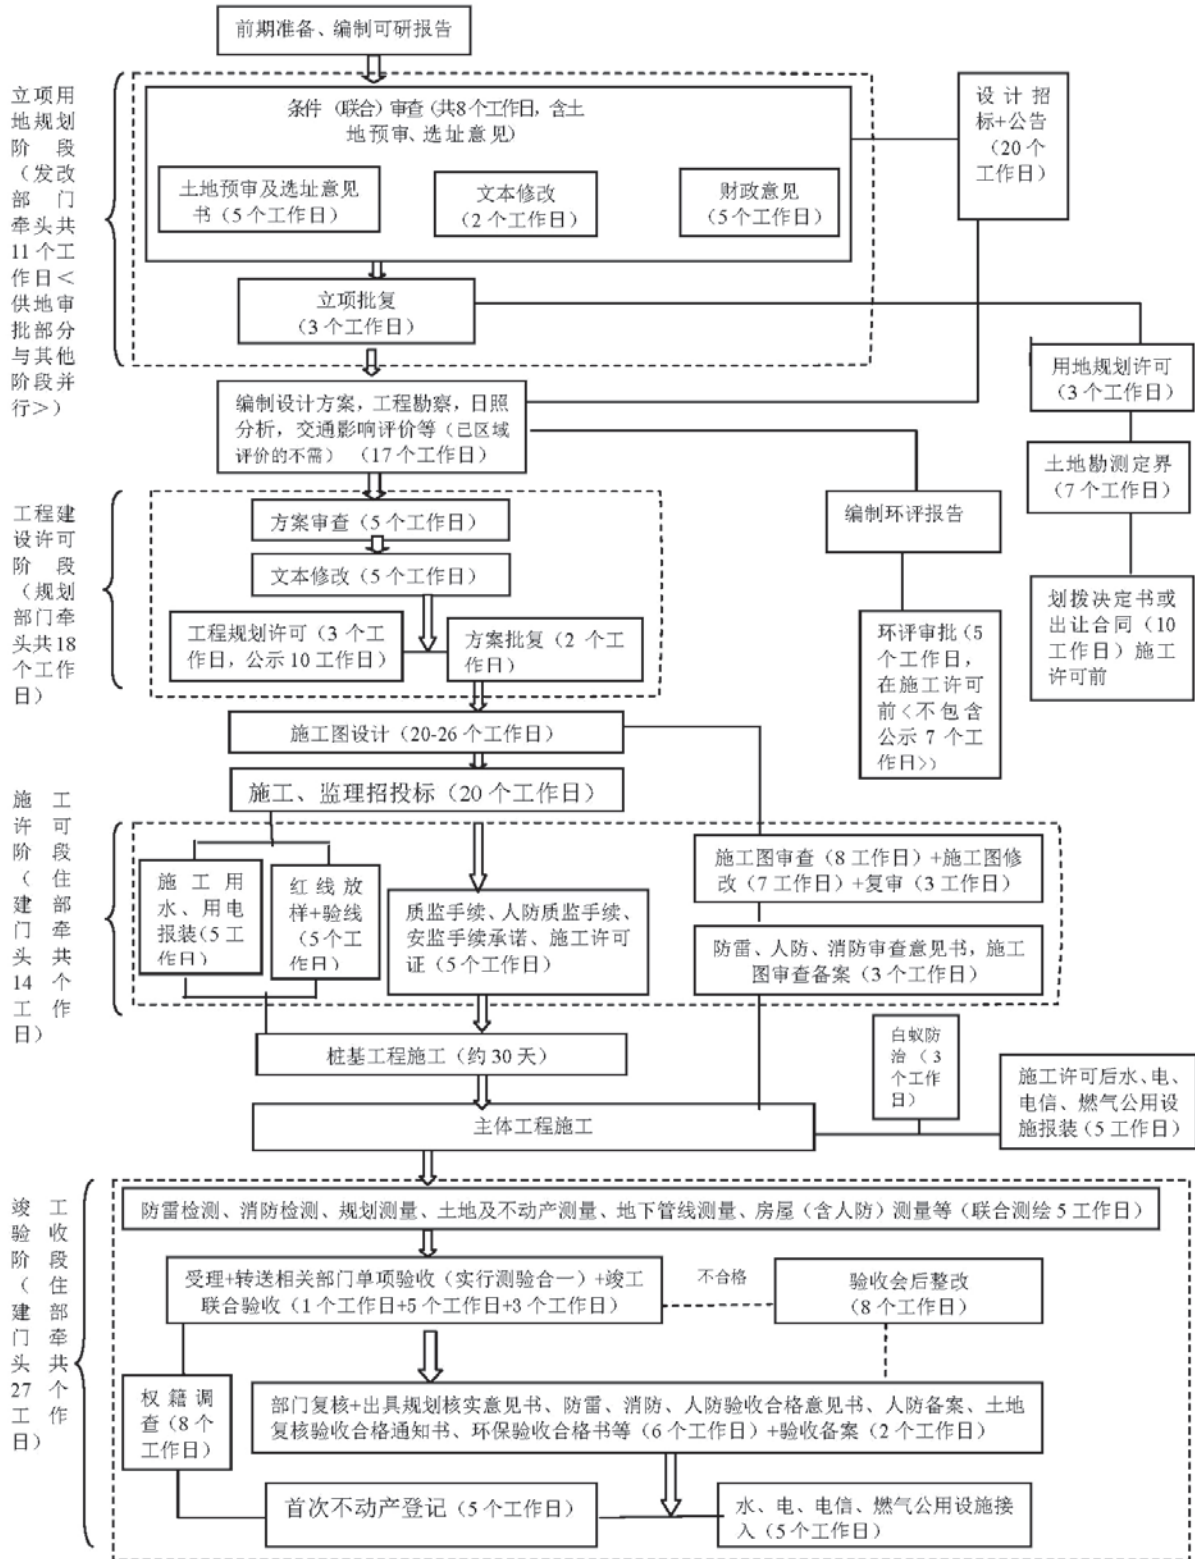 前期准备、编制可研报告
立项用
地规划
阶段
（发改
部门
牵头共
11个工
作日<
供地审
批部分
与其他
阶段并
行>）
条件（联合）审查（共8个工作日，含土
地预审、选址意见）
土地预审及选址意见
书（5个工作日）
文本修改
（2个工作日）
财政意见
（5个工作日）
设计招
标+公告
（20个
工作日）
立项批复
（3个工作日）
用地规划许可
（3个工作日）
编制设计方案，工程勘察，日照
分析，交通影响评价等（已区域
评价的不需）（17个工作日）
土地勘测定界
（7个工作日）
工程建
设许可
阶段
（规划
部门牵
头共18
个工作
日）
方案审查（5个工作日）
文本修改（5个工作日）
工程规划许可（3个工
作日，公示10工作日）
方案批复（2个工
作日）
编制环评报告
环评审批（5
个工作日，
在施工许可
前<不包含
公示7个工
作日>）
划拨决定书或
出让合同（10
工作日）施工
许可前
施工图设计（20-26个工作日）
施工、监理招投标（20个工作日）
施工
许可
阶段
（住
建部
门牵
头共
14个
工作
日）
施工用
水、用电
报装（5工
作日）
红线放
样+验线
（5个工
作日）
质监手续、人防质监手续、
安监手续承诺、施工许可
证（5个工作日）
施工图审查（8工作日）+施工图修
改（7工作日）+复审（3工作日）
防雷、人防、消防审查意见书，施工
图审查备案（3个工作日）
桩基工程施工（约30天）
白蚁防
治（3
个工作
日）
施工许可后水、电、
电信、燃气公用设
施报装（5工作日）
主体工程施工
竣工
验收
阶段
（住
建部
门牵
头共
27个
工作
日）
防雷检测、消防检测、规划测量、土地及不动产测量、地下管线测量、房屋（含人防）测量等（联合测绘5工作日）
受理+转送相关部门单项验收（实行测验合一）+竣工
联合验收（1个工作日+5个工作日+3个工作日）
不合格
验收会后整改
（8个工作日）
权籍调
查（8个
工作日）
部门复核+出具规划核实意见书、防雷、消防、人防验收合格意见书、人防备案、土地
复核验收合格通知书、环保验收合格书等（6个工作日）+验收备案（2个工作日）
首次不动产登记（5个工作日）
水、电、电信、燃气公用设施接
入（5个工作日）